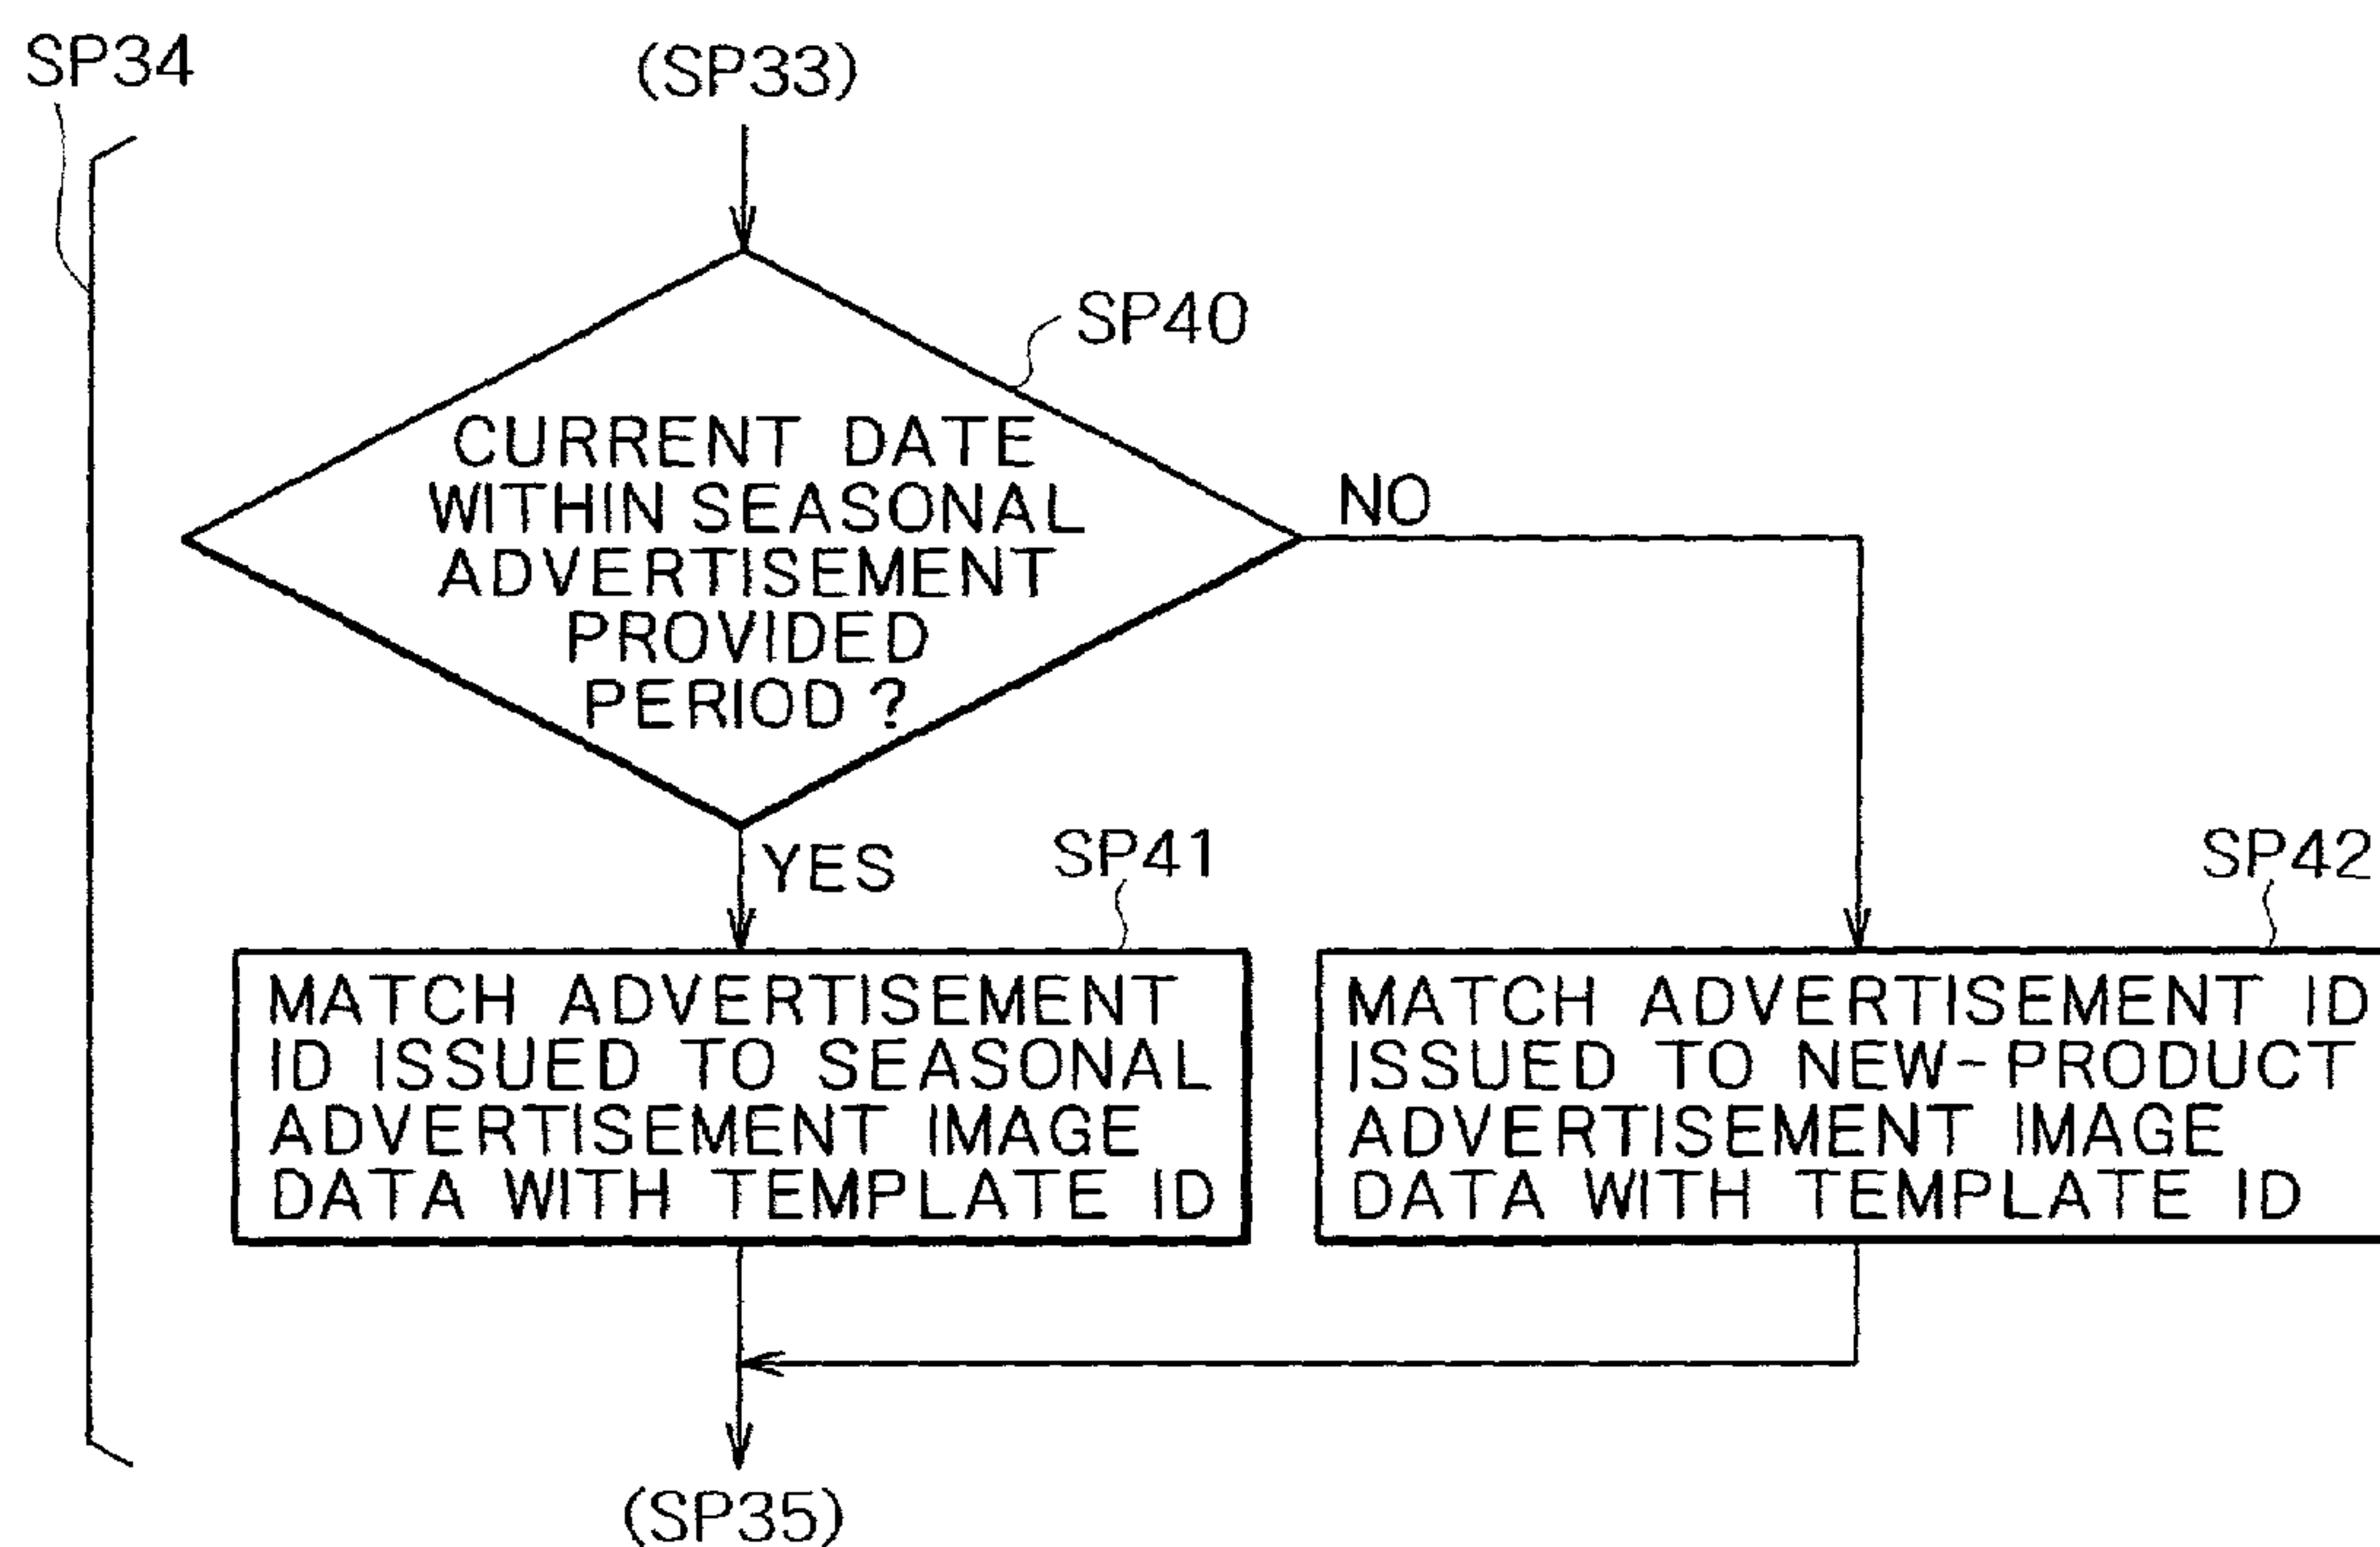 SP34
(SP33)
SP40
CURRENT DATE
WITHIN SEASONAL
ADVERTISEMENT
PROVIDED
PERIOD ?
NO
YES
SP41
MATCH ADVERTISEMENT
ID ISSUED TO SEASONAL
ADVERTISEMENT IMAGE
DATA WITH TEMPLATE ID
SP42
MATCH ADVERTISEMENT ID
ISSUED TO NEW-PRODUCT
ADVERTISEMENT IMAGE
DATA WITH TEMPLATE ID
(SP35)